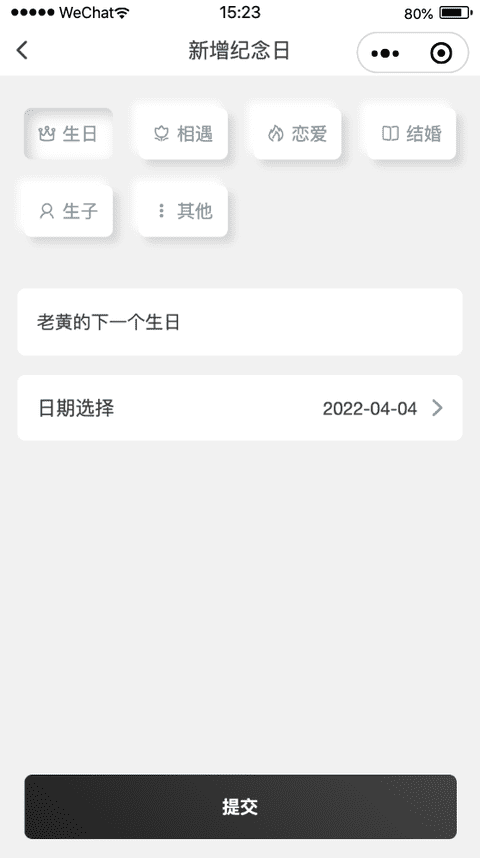 ●●●●● WeChat 15:23 80%
新增纪念日
生日 相遇 恋爱 结婚
生子 其他
老黄的下一个生日
日期选择 2022-04-04
提交